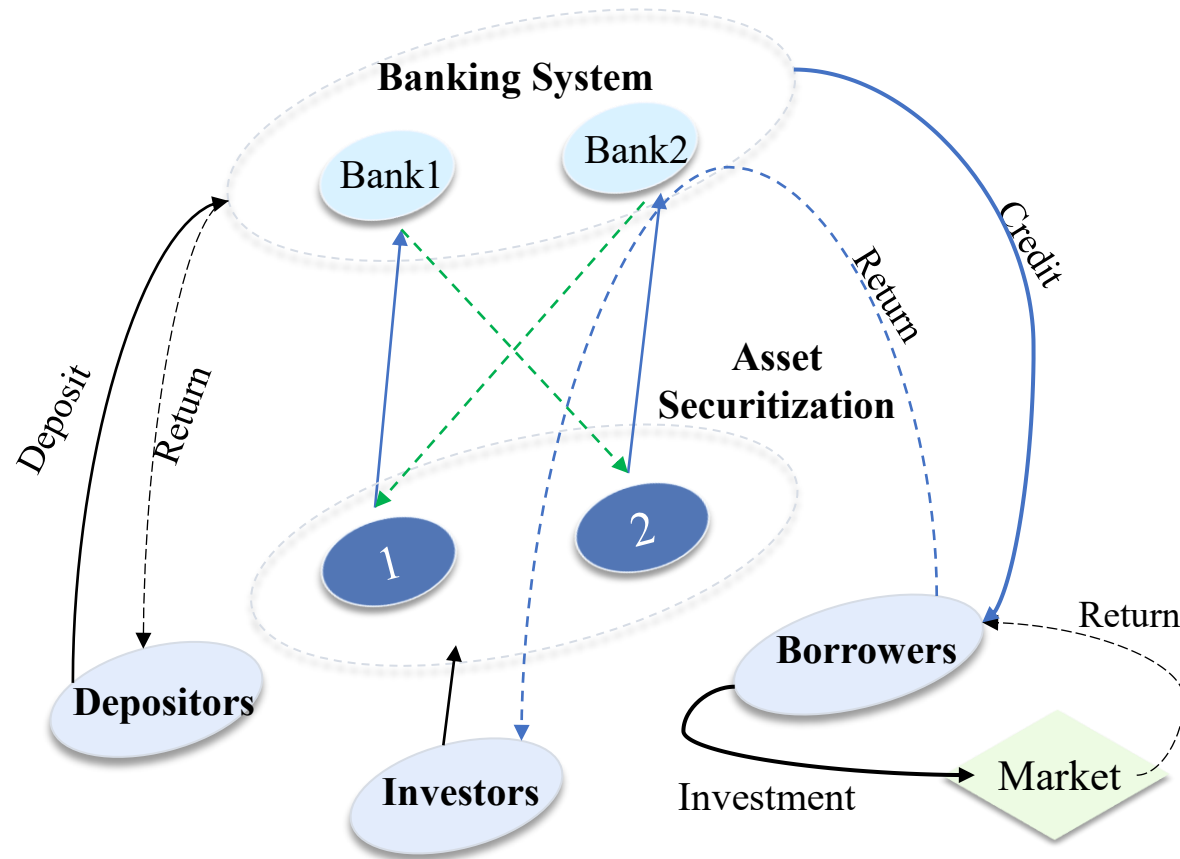 Banking System
Bank1
Bank2
Credit
Return
Deposit
Return
Asset
Securitization
1
2
Return
Borrowers
Depositors
Market
Investors
Investment